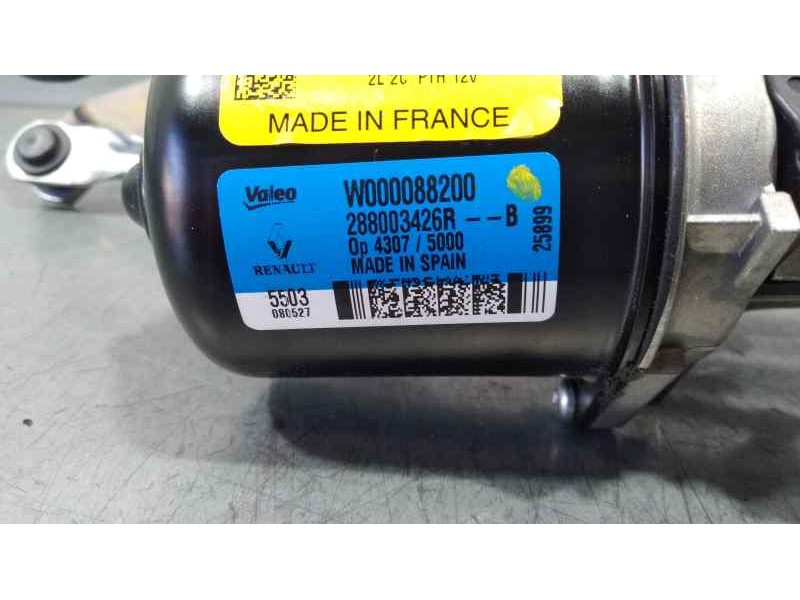 2L 2C PTR 12V
MADE IN FRANCE
Valeo
W000088200
288003426R -- B
Op 4307 / 5000
MADE IN SPAIN
RENAULT
5503
080527
25899